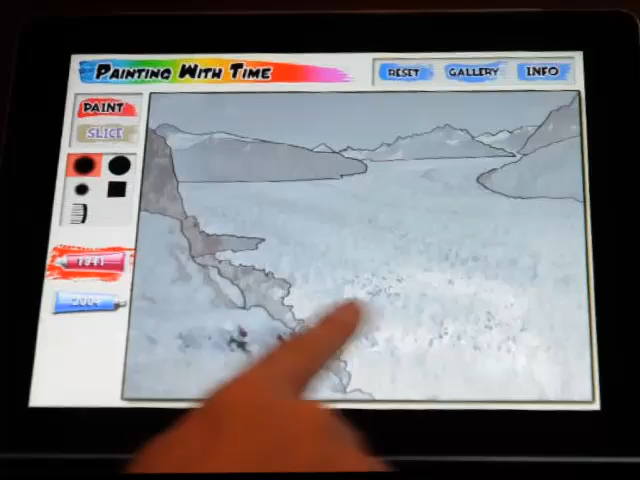 PAINTING WITH TIME
RESET GALLERY INFO
PAINT
SLICE
1941
2004